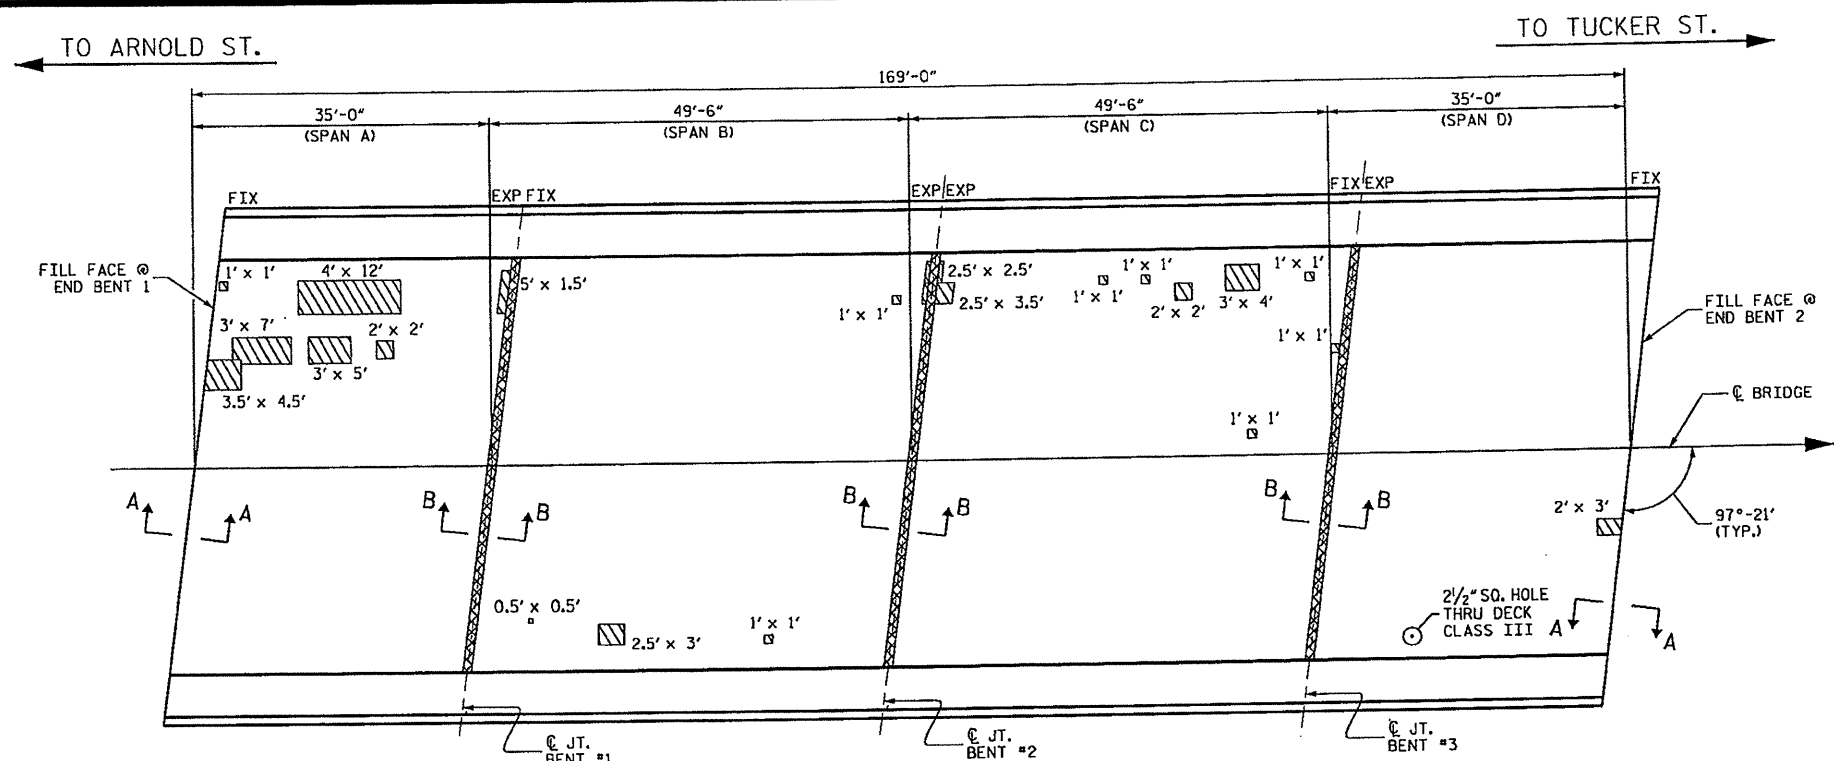 TO ARNOLD ST.
TO TUCKER ST.
169'-0"
35'-0"
(SPAN A)
49'-6"
(SPAN B)
49'-6"
(SPAN C)
35'-0"
(SPAN D)
FIX
EXP FIX
EXP EXP
FIX EXP
FIX
FILL FACE @
END BENT 1
1' x 1'
4' x 12'
3' x 7'
2' x 2'
3' x 5'
3.5' x 4.5'
5' x 1.5'
1' x 1'
2.5' x 2.5'
2.5' x 3.5'
1' x 1'
1' x 1'
2' x 2'
3' x 4'
1' x 1'
1' x 1'
1' x 1'
FILL FACE @
END BENT 2
℄ BRIDGE
A
A
B
B
B
B
B
B
2' x 3'
97°-21'
(TYP.)
0.5' x 0.5'
2.5' x 3'
1' x 1'
2½" SQ. HOLE
THRU DECK
CLASS III
A
A
℄ JT.
BENT #1
℄ JT.
BENT #2
℄ JT.
BENT #3